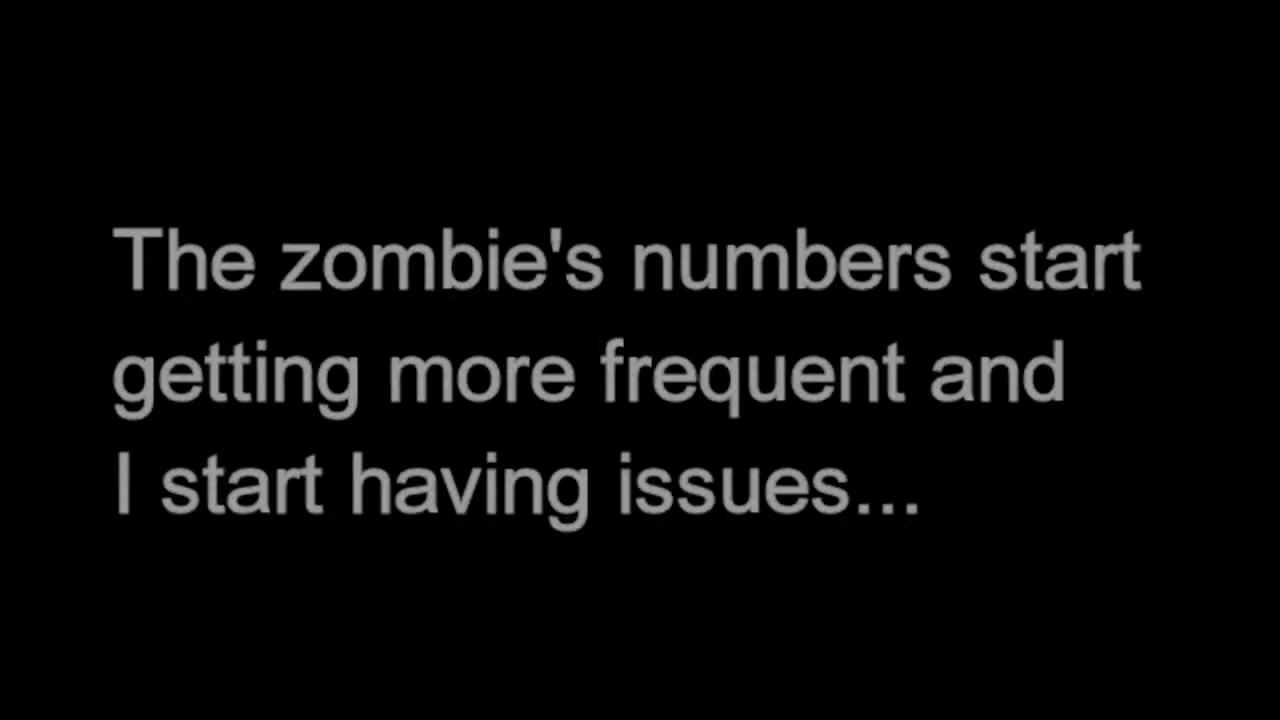 The zombie's numbers start
getting more frequent and
I start having issues...